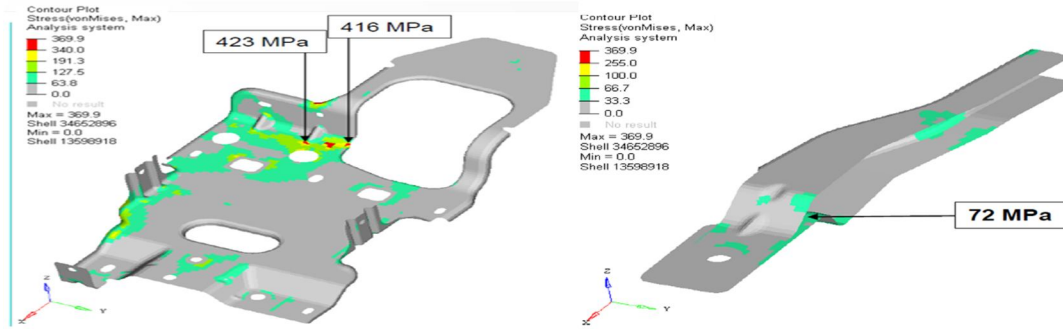 Contour Plot
Stress(vonMises, Max)
Analysis system
369.9
340.0
191.3
127.5
63.8
0.0
No result
Max = 369.9
Shell 34652896
Min = 0.0
Shell 13598918
423 MPa
416 MPa
Z
Y
X
Contour Plot
Stress(vonMises, Max)
Analysis system
369.9
255.0
100.0
66.7
33.3
0.0
No result
Max = 369.9
Shell 34652896
Min = 0.0
Shell 13598918
72 MPa
Z
Y
X